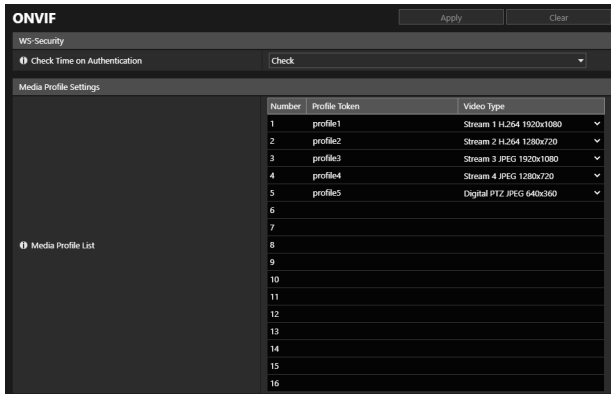 ONVIF
Apply
Clear
WS-Security
Check Time on Authentication
Check
Media Profile Settings
Number Profile Token Video Type
1 profile1 Stream 1 H.264 1920x1080
2 profile2 Stream 2 H.264 1280x720
3 profile3 Stream 3 JPEG 1920x1080
4 profile4 Stream 4 JPEG 1280x720
5 profile5 Digital PTZ JPEG 640x360
6
7
Media Profile List
8
9
10
11
12
13
14
15
16